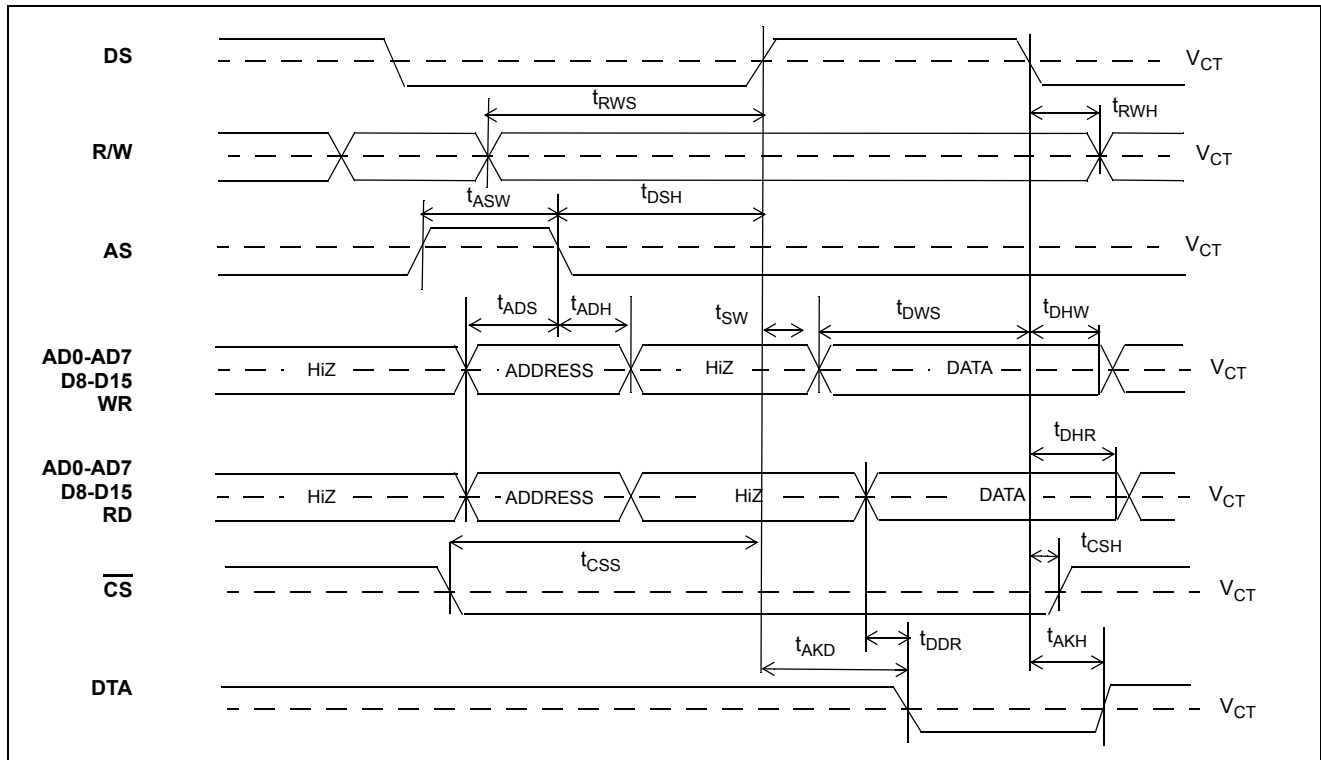 DS
V_CT
t_RWS
t_RWH
R/W
V_CT
t_ASW
t_DSH
AS
V_CT
t_ADS
t_ADH
t_SW
t_DWS
t_DHW
AD0-AD7
D8-D15
WR
HiZ
ADDRESS
HiZ
DATA
V_CT
t_DHR
AD0-AD7
D8-D15
RD
HiZ
ADDRESS
HiZ
DATA
V_CT
t_CSS
t_CSH
CS
V_CT
t_AKD
t_DDR
t_AKH
DTA
V_CT